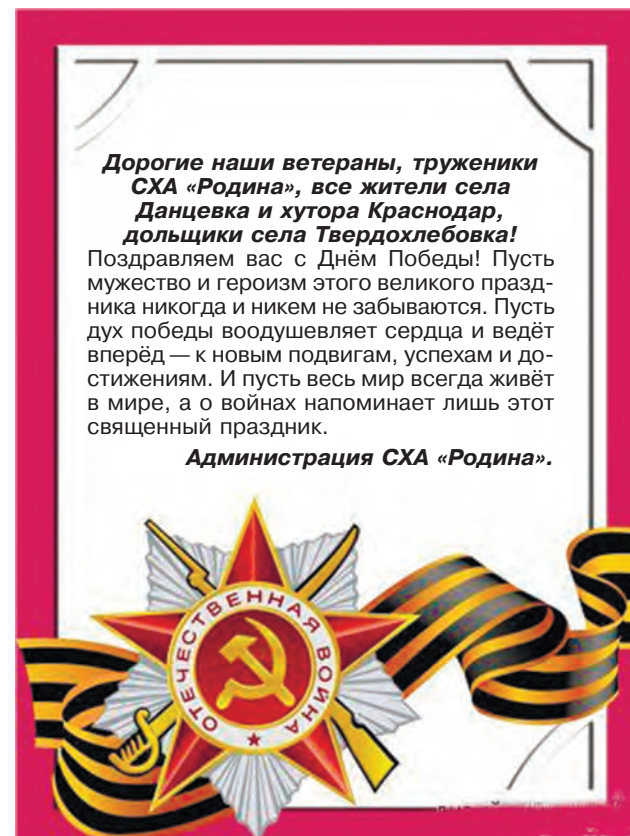 Дорогие наши ветераны, труженики
СХА «Родина», все жители села
Данцевка и хутора Краснодар,
дольщики села Твердохлебовка!
Поздравляем вас с Днём Победы! Пусть
мужество и героизм этого великого празд-
ника никогда и никем не забываются. Пусть
дух победы воодушевляет сердца и ведёт
вперёд — к новым подвигам, успехам и до-
стижениям. И пусть весь мир всегда живёт
в мире, а о войнах напоминает лишь этот
священный праздник.
Администрация СХА «Родина».
ОТЕЧЕСТВЕННАЯ ВОЙНА